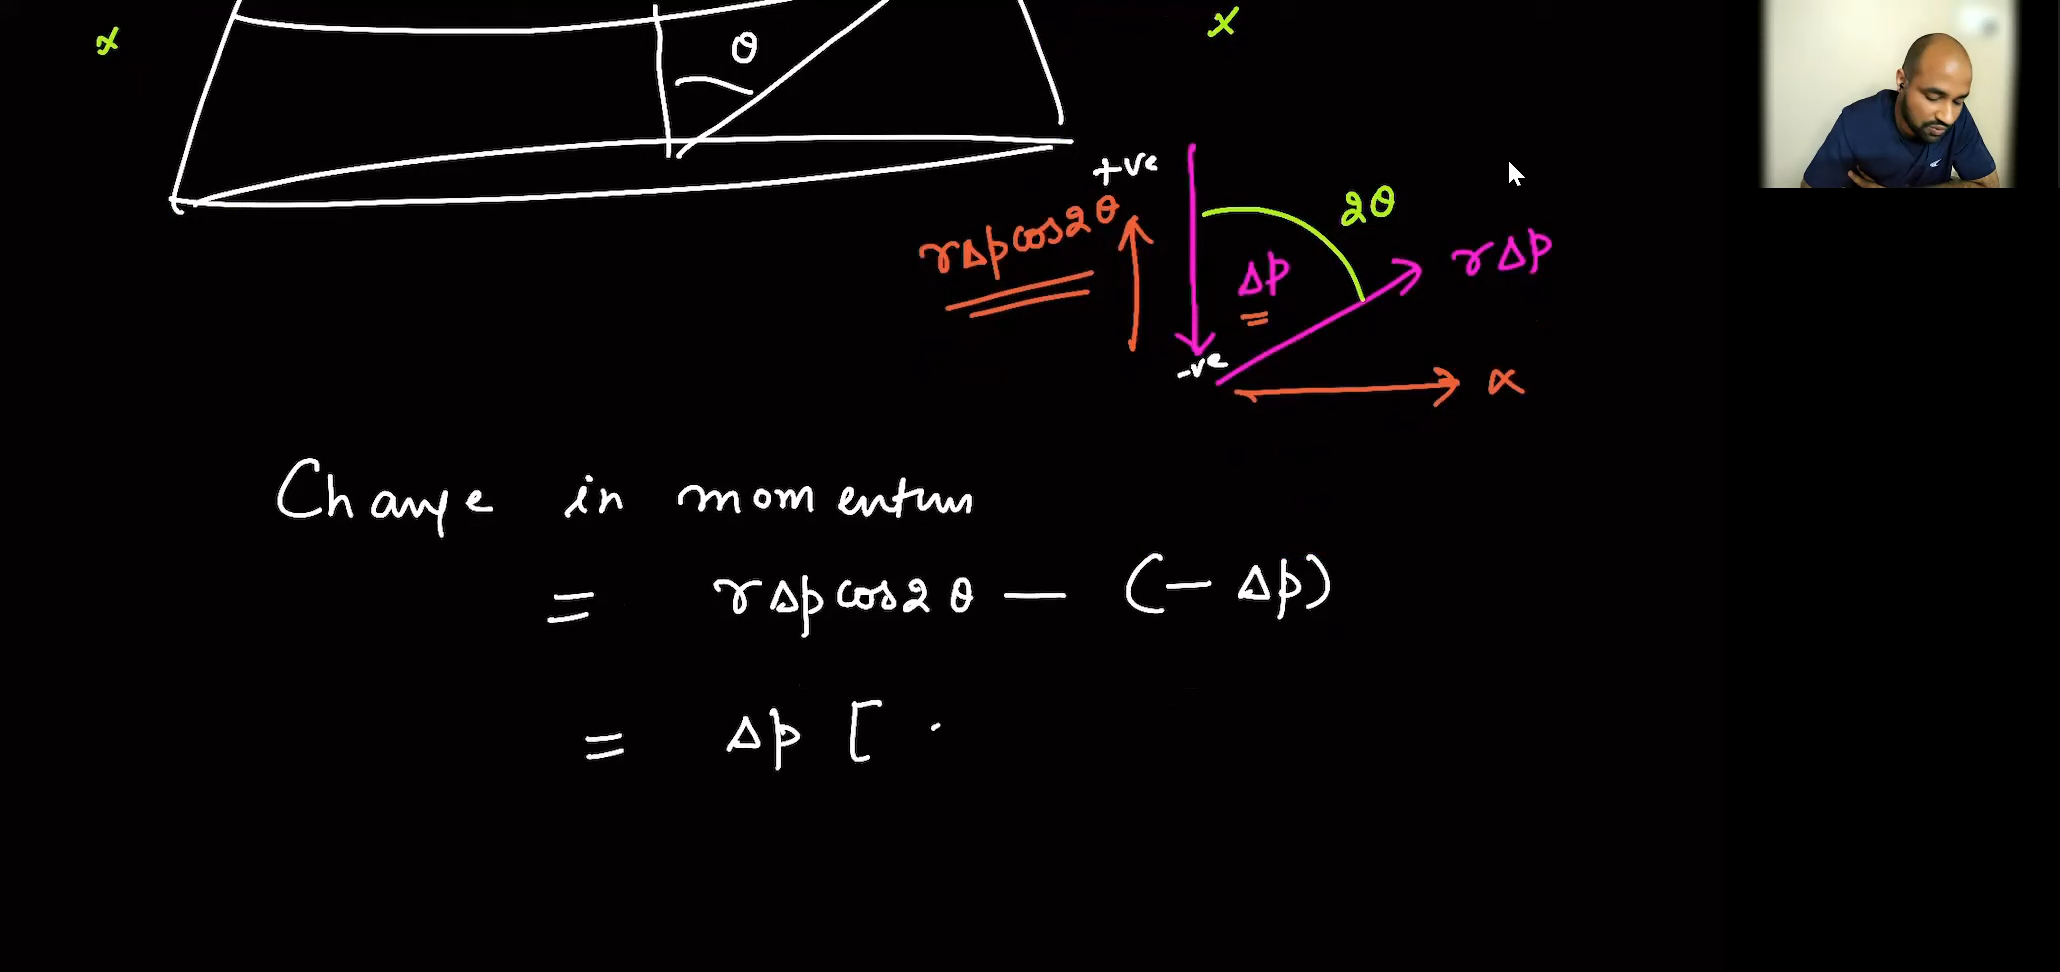 x
θ
x
+ve
2θ
rΔp cos2θ
rΔp
Δp
-ve
α
Change in momentum
= rΔp cos2θ — (- Δp)
= Δp [ ·